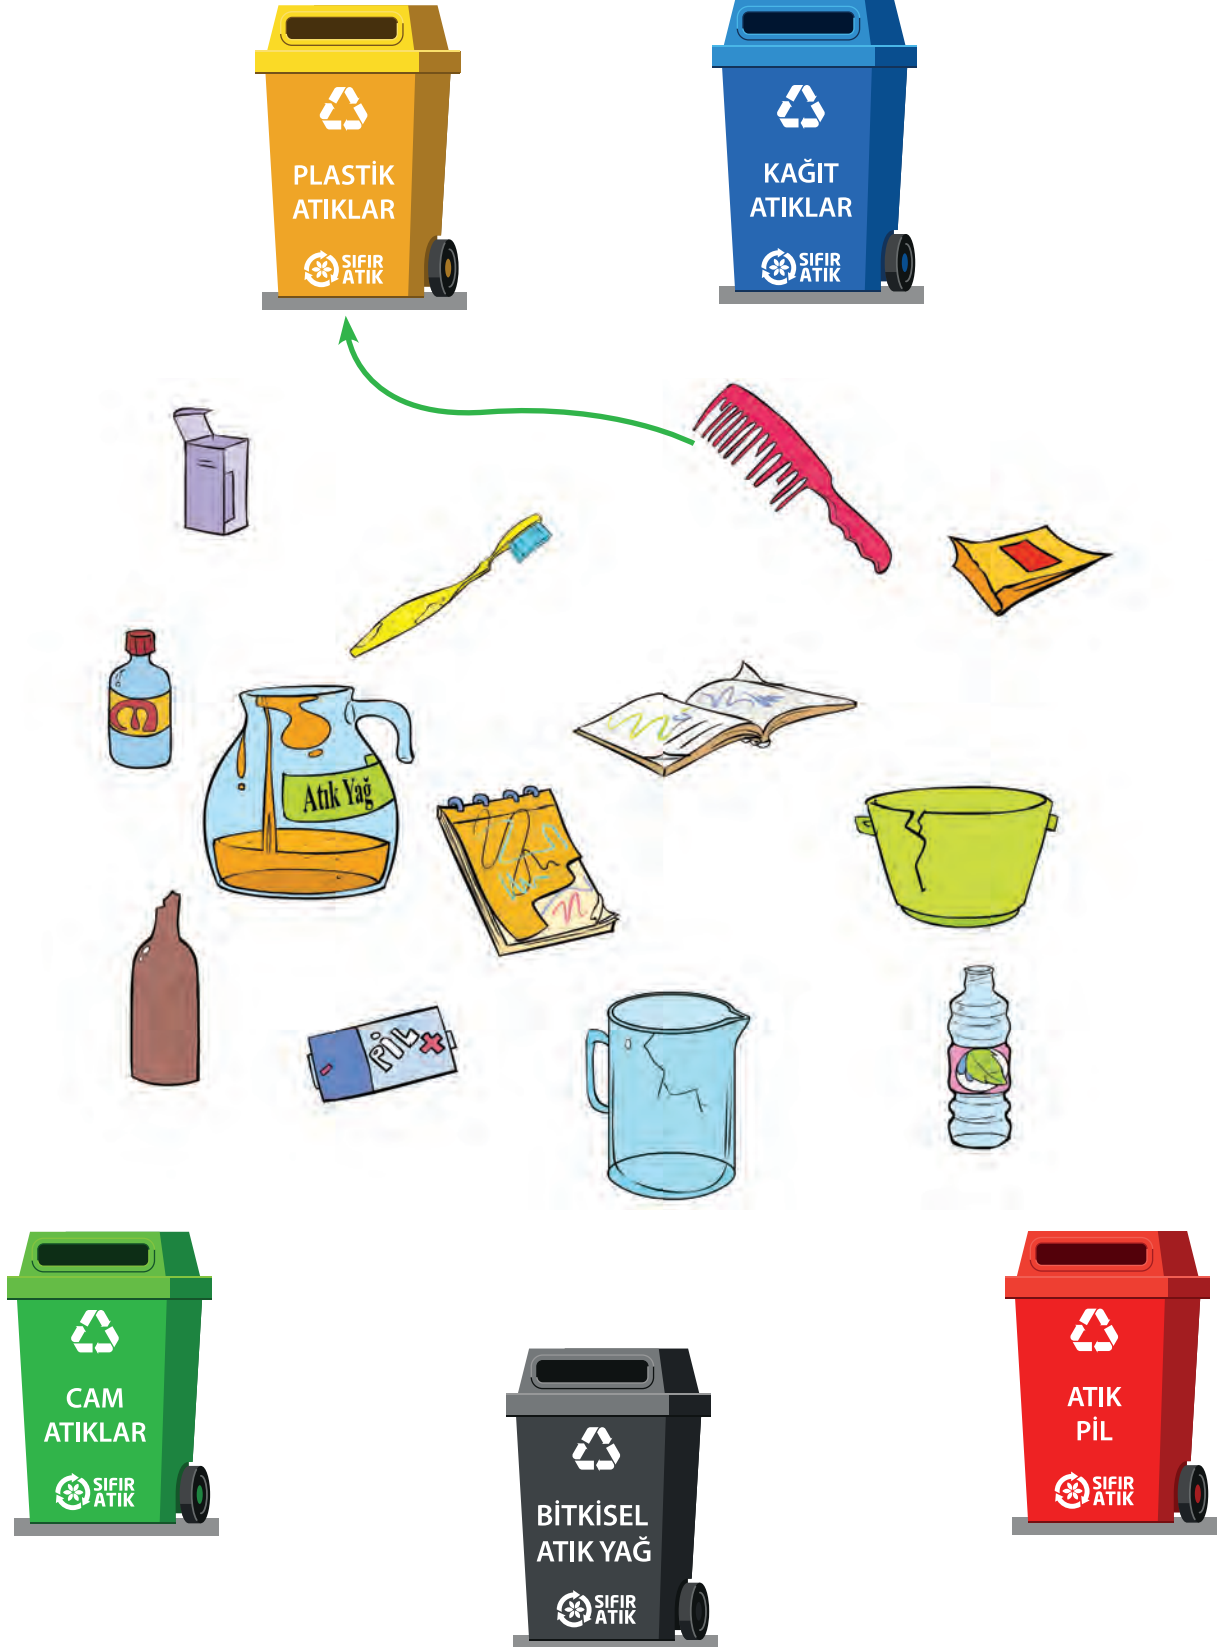 PLASTİK
ATIKLAR
SIFIR
ATIK
KAĞIT
ATIKLAR
SIFIR
ATIK
Atık Yağ
PİL
CAM
ATIKLAR
SIFIR
ATIK
BİTKİSEL
ATIK YAĞ
SIFIR
ATIK
ATIK
PİL
SIFIR
ATIK